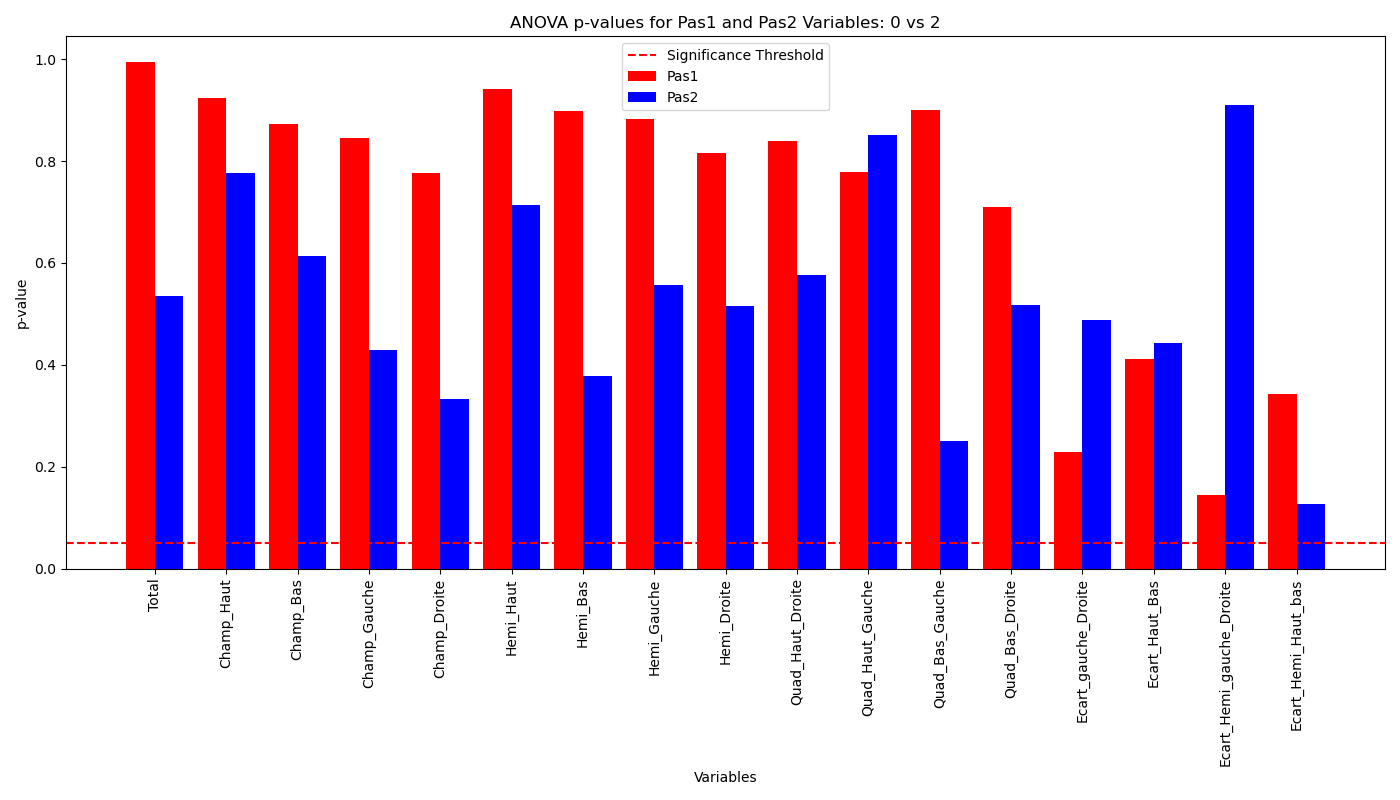 ANOVA p-values for Pas1 and Pas2 Variables: 0 vs 2
Significance Threshold
Pas1
Pas2
p-value
1.0
0.8
0.6
0.4
0.2
0.0
Total
Champ_Haut
Champ_Bas
Champ_Gauche
Champ_Droite
Hemi_Haut
Hemi_Bas
Hemi_Gauche
Hemi_Droite
Quad_Haut_Droite
Quad_Haut_Gauche
Quad_Bas_Gauche
Quad_Bas_Droite
Ecart_gauche_Droite
Ecart_Haut_Bas
Ecart_Hemi_gauche_Droite
Ecart_Hemi_Haut_bas
Variables